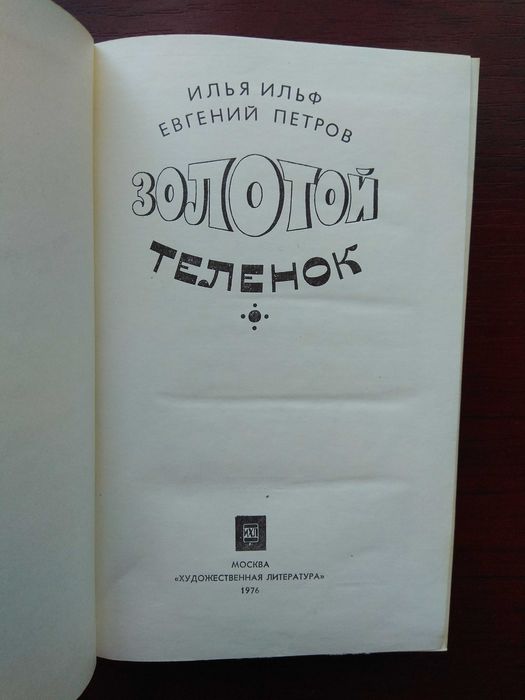 ИЛЬЯ ИЛЬФ
ЕВГЕНИЙ ПЕТРОВ
ЗОЛОТОЙ
ТЕЛЕНОК
МОСКВА
«ХУДОЖЕСТВЕННАЯ ЛИТЕРАТУРА»
1976